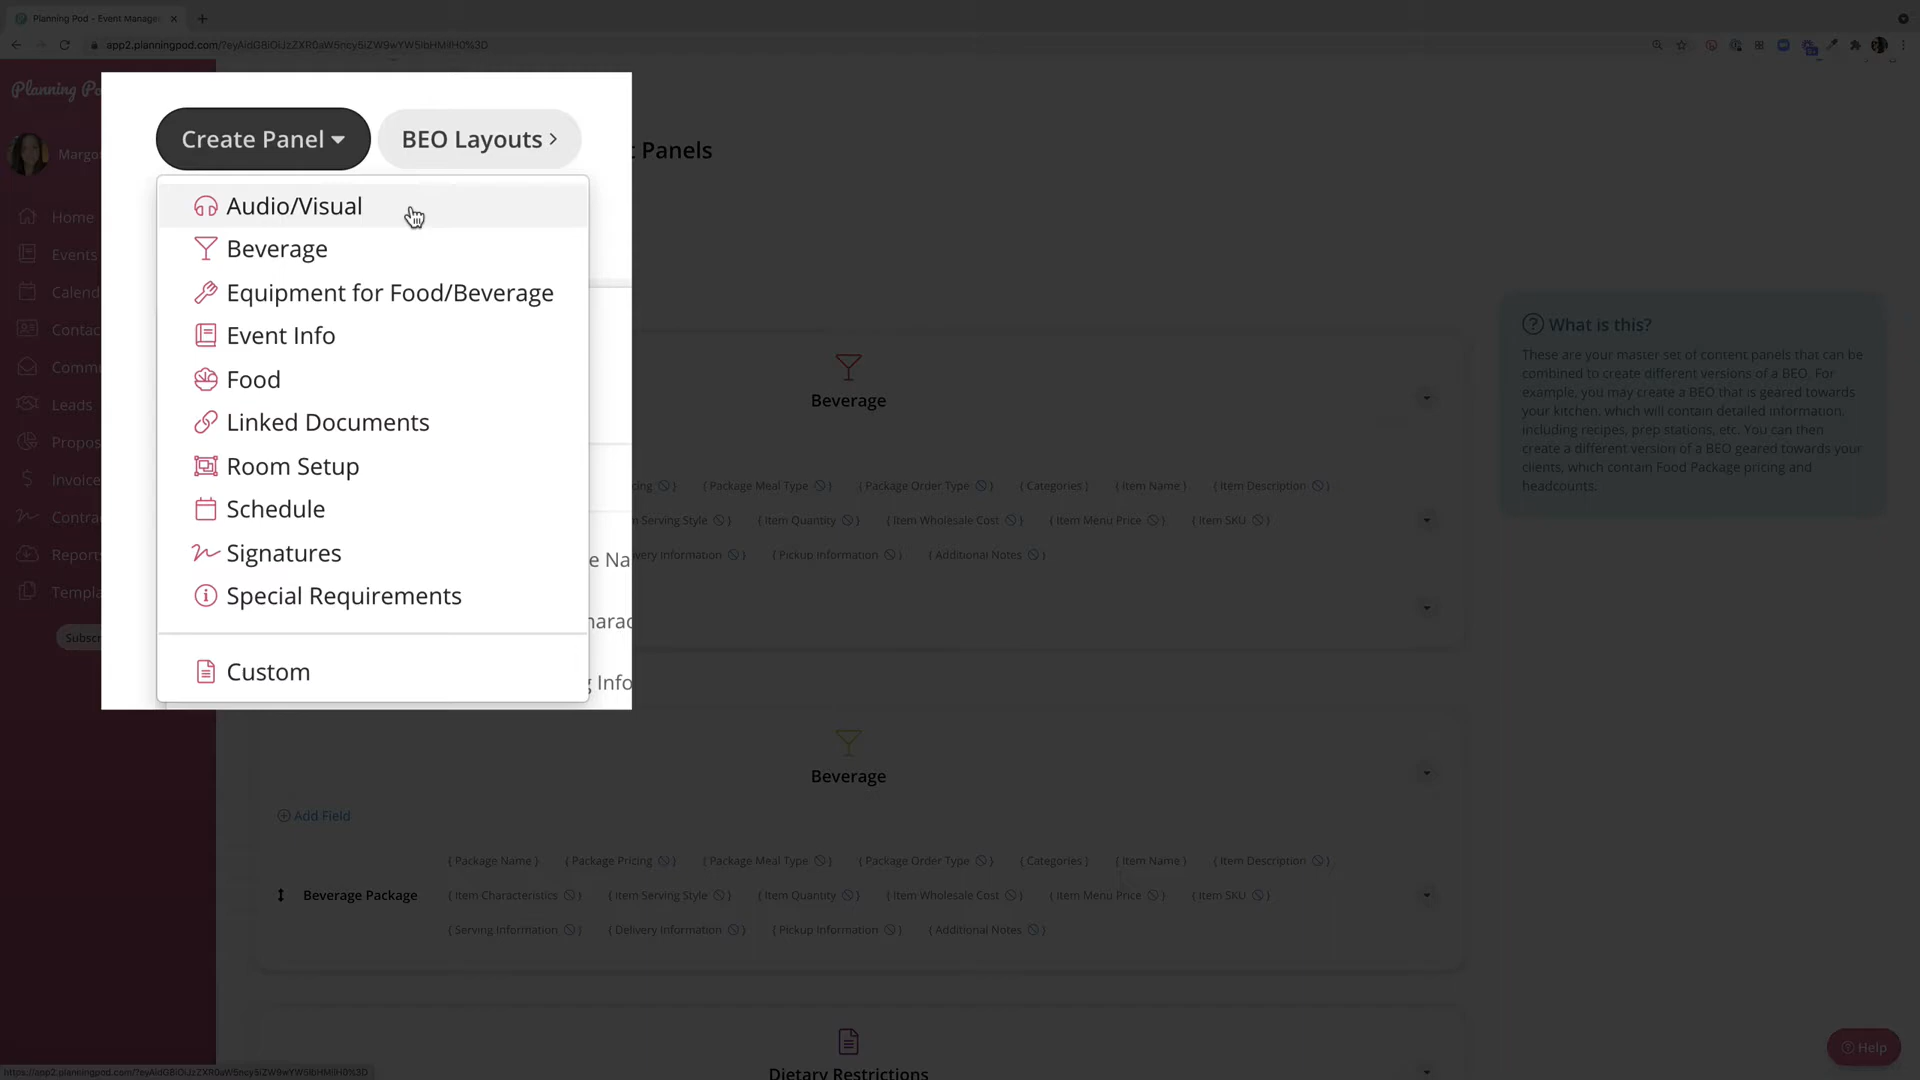 Planning Pod - Event Manage
app2.planningpod.com/?eyAidG8iOiJzZXR0aW5ncy5iZW9wYW5lbHMiIH0%3D
Planning Po
Margo
Home
Events
Calend
Contac
Comm
Leads
Propos
Invoice
Contra
Report
Templa
Subscr
Create Panel
BEO Layouts
Audio/Visual
Beverage
Equipment for Food/Beverage
Event Info
Food
Linked Documents
Room Setup
Schedule
Signatures
Special Requirements
Custom
e Na
harac
g Info
t Panels
Beverage
cing } { Package Meal Type } { Package Order Type } { Categories } { Item Name } { Item Description }
m Serving Style } { Item Quantity } { Item Wholesale Cost } { Item Menu Price } { Item SKU }
very Information } { Pickup Information } { Additional Notes }
What is this?
These are your master set of content panels that can be
combined to create different versions of a BEO. For
example, you may create a BEO that is geared towards
your kitchen, which will contain detailed information,
including recipes, prep stations, etc. You can then
create a different version of a BEO geared towards your
clients, which contain Food Package pricing and
headcounts.
Beverage
Add Field
{ Package Name } { Package Pricing } { Package Meal Type } { Package Order Type } { Categories } { Item Name } { Item Description }
Beverage Package { Item Characteristics } { Item Serving Style } { Item Quantity } { Item Wholesale Cost } { Item Menu Price } { Item SKU }
{ Serving Information } { Delivery Information } { Pickup Information } { Additional Notes }
Dietary Restrictions
Help